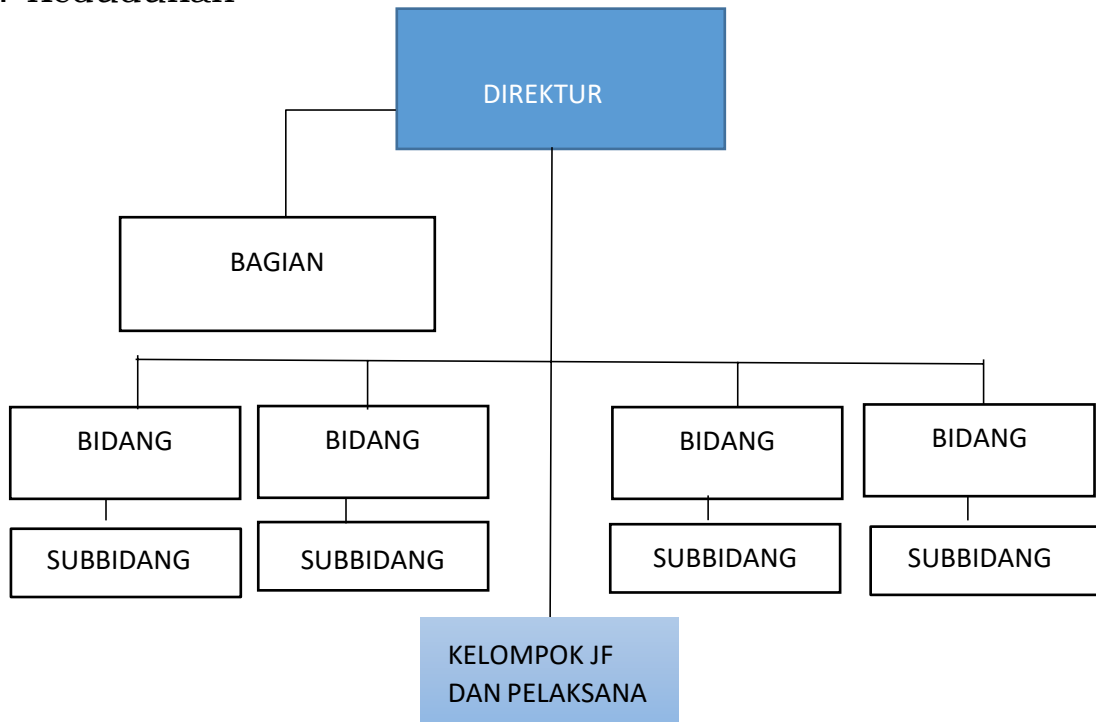 Kedudukan
DIREKTUR
BAGIAN
BIDANG
BIDANG
BIDANG
BIDANG
SUBBIDANG
SUBBIDANG
SUBBIDANG
SUBBIDANG
KELOMPOK JF
DAN PELAKSANA